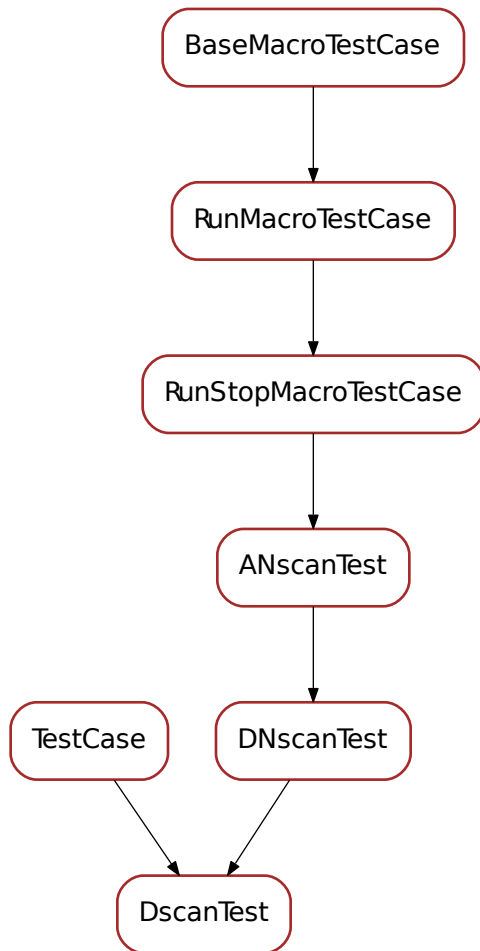 BaseMacroTestCase
RunMacroTestCase
RunStopMacroTestCase
ANscanTest
TestCase
DNscanTest
DscanTest